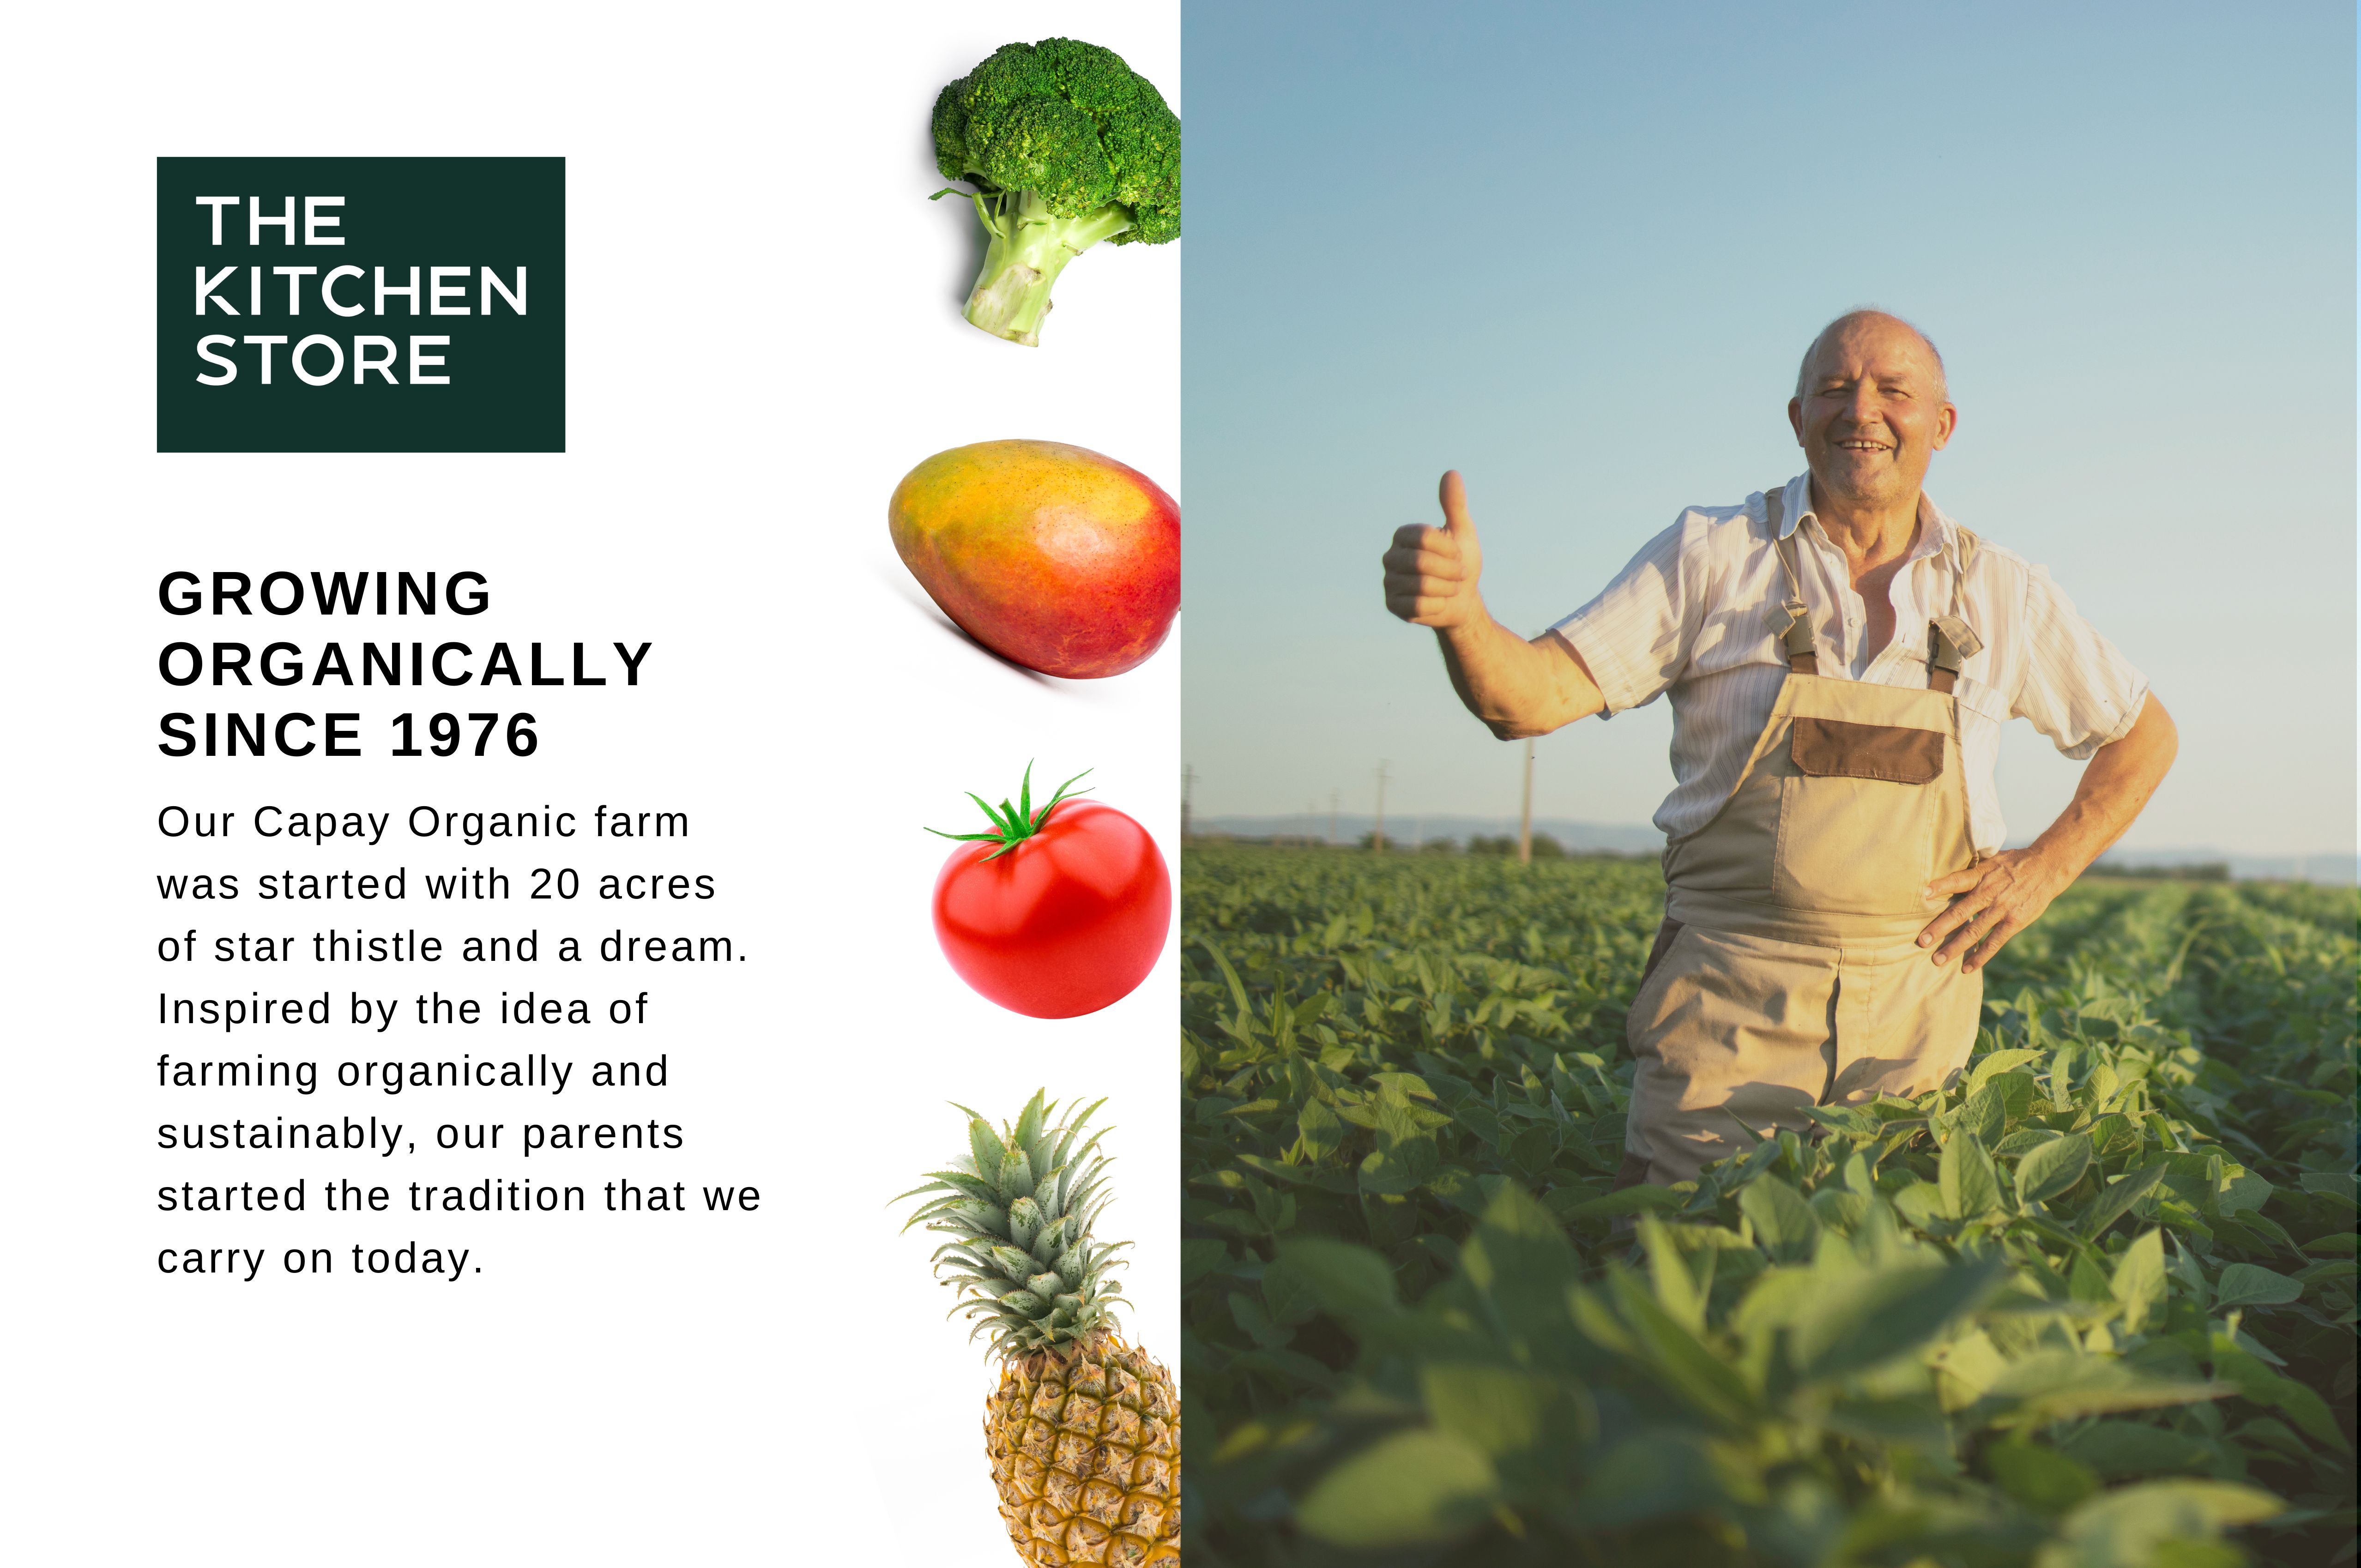 THE
KITCHEN
STORE
GROWING
ORGANICALLY
SINCE 1976
Our Capay Organic farm
was started with 20 acres
of star thistle and a dream.
Inspired by the idea of
farming organically and
sustainably, our parents
started the tradition that we
carry on today.